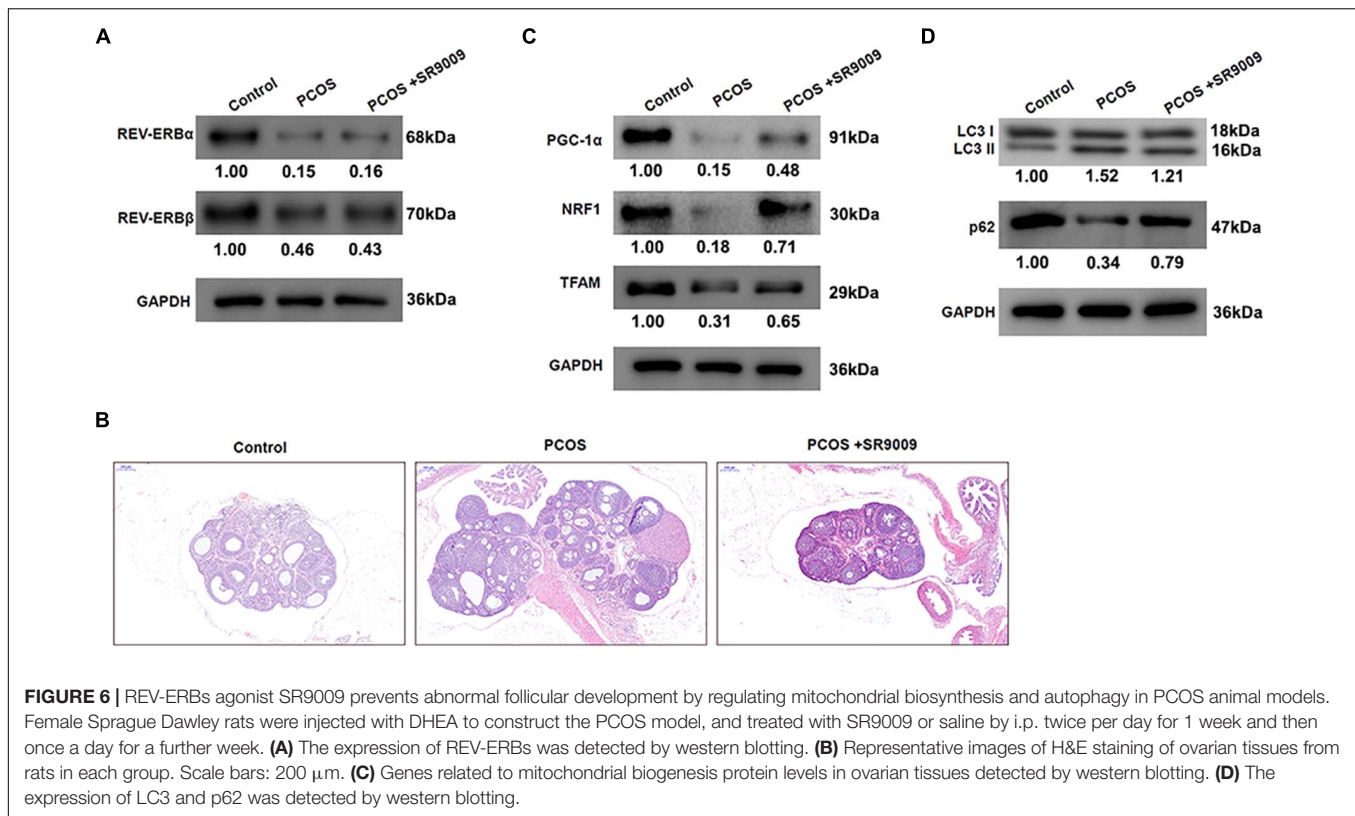 A
Control PCOS PCOS +SR9009
REV-ERBα 68kDa
1.00 0.15 0.16
REV-ERBβ 70kDa
1.00 0.46 0.43
GAPDH 36kDa
C
Control PCOS PCOS +SR9009
PGC-1α 91kDa
1.00 0.15 0.48
NRF1 30kDa
1.00 0.18 0.71
TFAM 29kDa
1.00 0.31 0.65
GAPDH 36kDa
D
Control PCOS PCOS +SR9009
LC3 I 18kDa
LC3 II 16kDa
1.00 1.52 1.21
p62 47kDa
1.00 0.34 0.79
GAPDH 36kDa
B
Control PCOS PCOS +SR9009
FIGURE 6 | REV-ERBs agonist SR9009 prevents abnormal follicular development by regulating mitochondrial biosynthesis and autophagy in PCOS animal models.
Female Sprague Dawley rats were injected with DHEA to construct the PCOS model, and treated with SR9009 or saline by i.p. twice per day for 1 week and then
once a day for a further week. (A) The expression of REV-ERBs was detected by western blotting. (B) Representative images of H&E staining of ovarian tissues from
rats in each group. Scale bars: 200 μm. (C) Genes related to mitochondrial biogenesis protein levels in ovarian tissues detected by western blotting. (D) The
expression of LC3 and p62 was detected by western blotting.